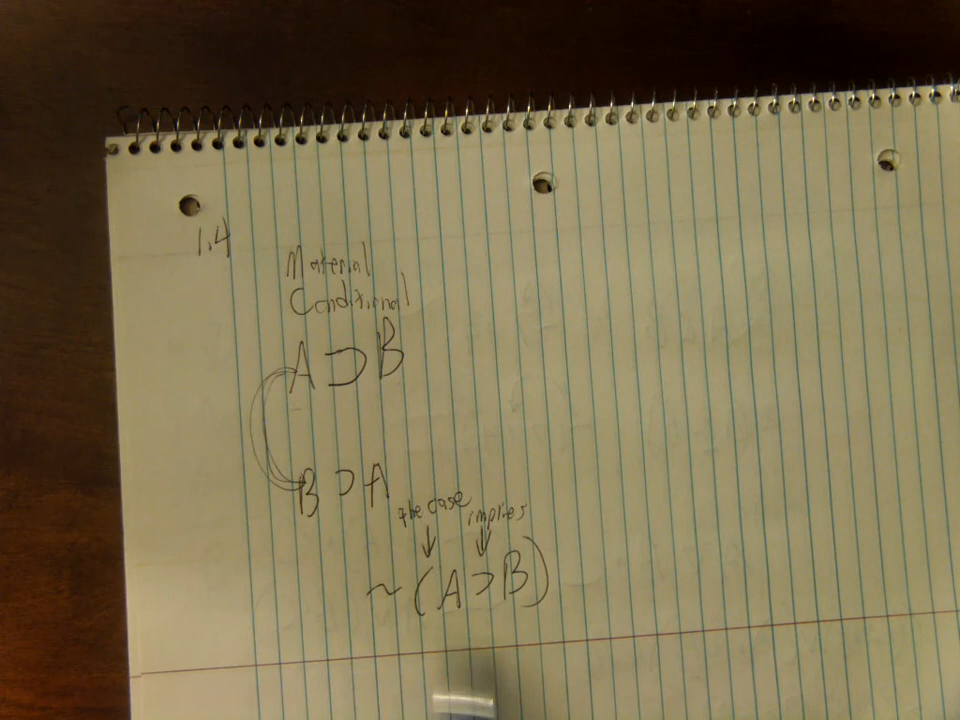 1.4
Material
Conditional
A ⊃ B
B ⊃ A
the case implies
~ (A ⊃ B)